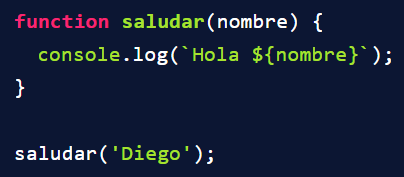 function saludar(nombre) {
  console.log(`Hola ${nombre}`);
}

saludar('Diego');